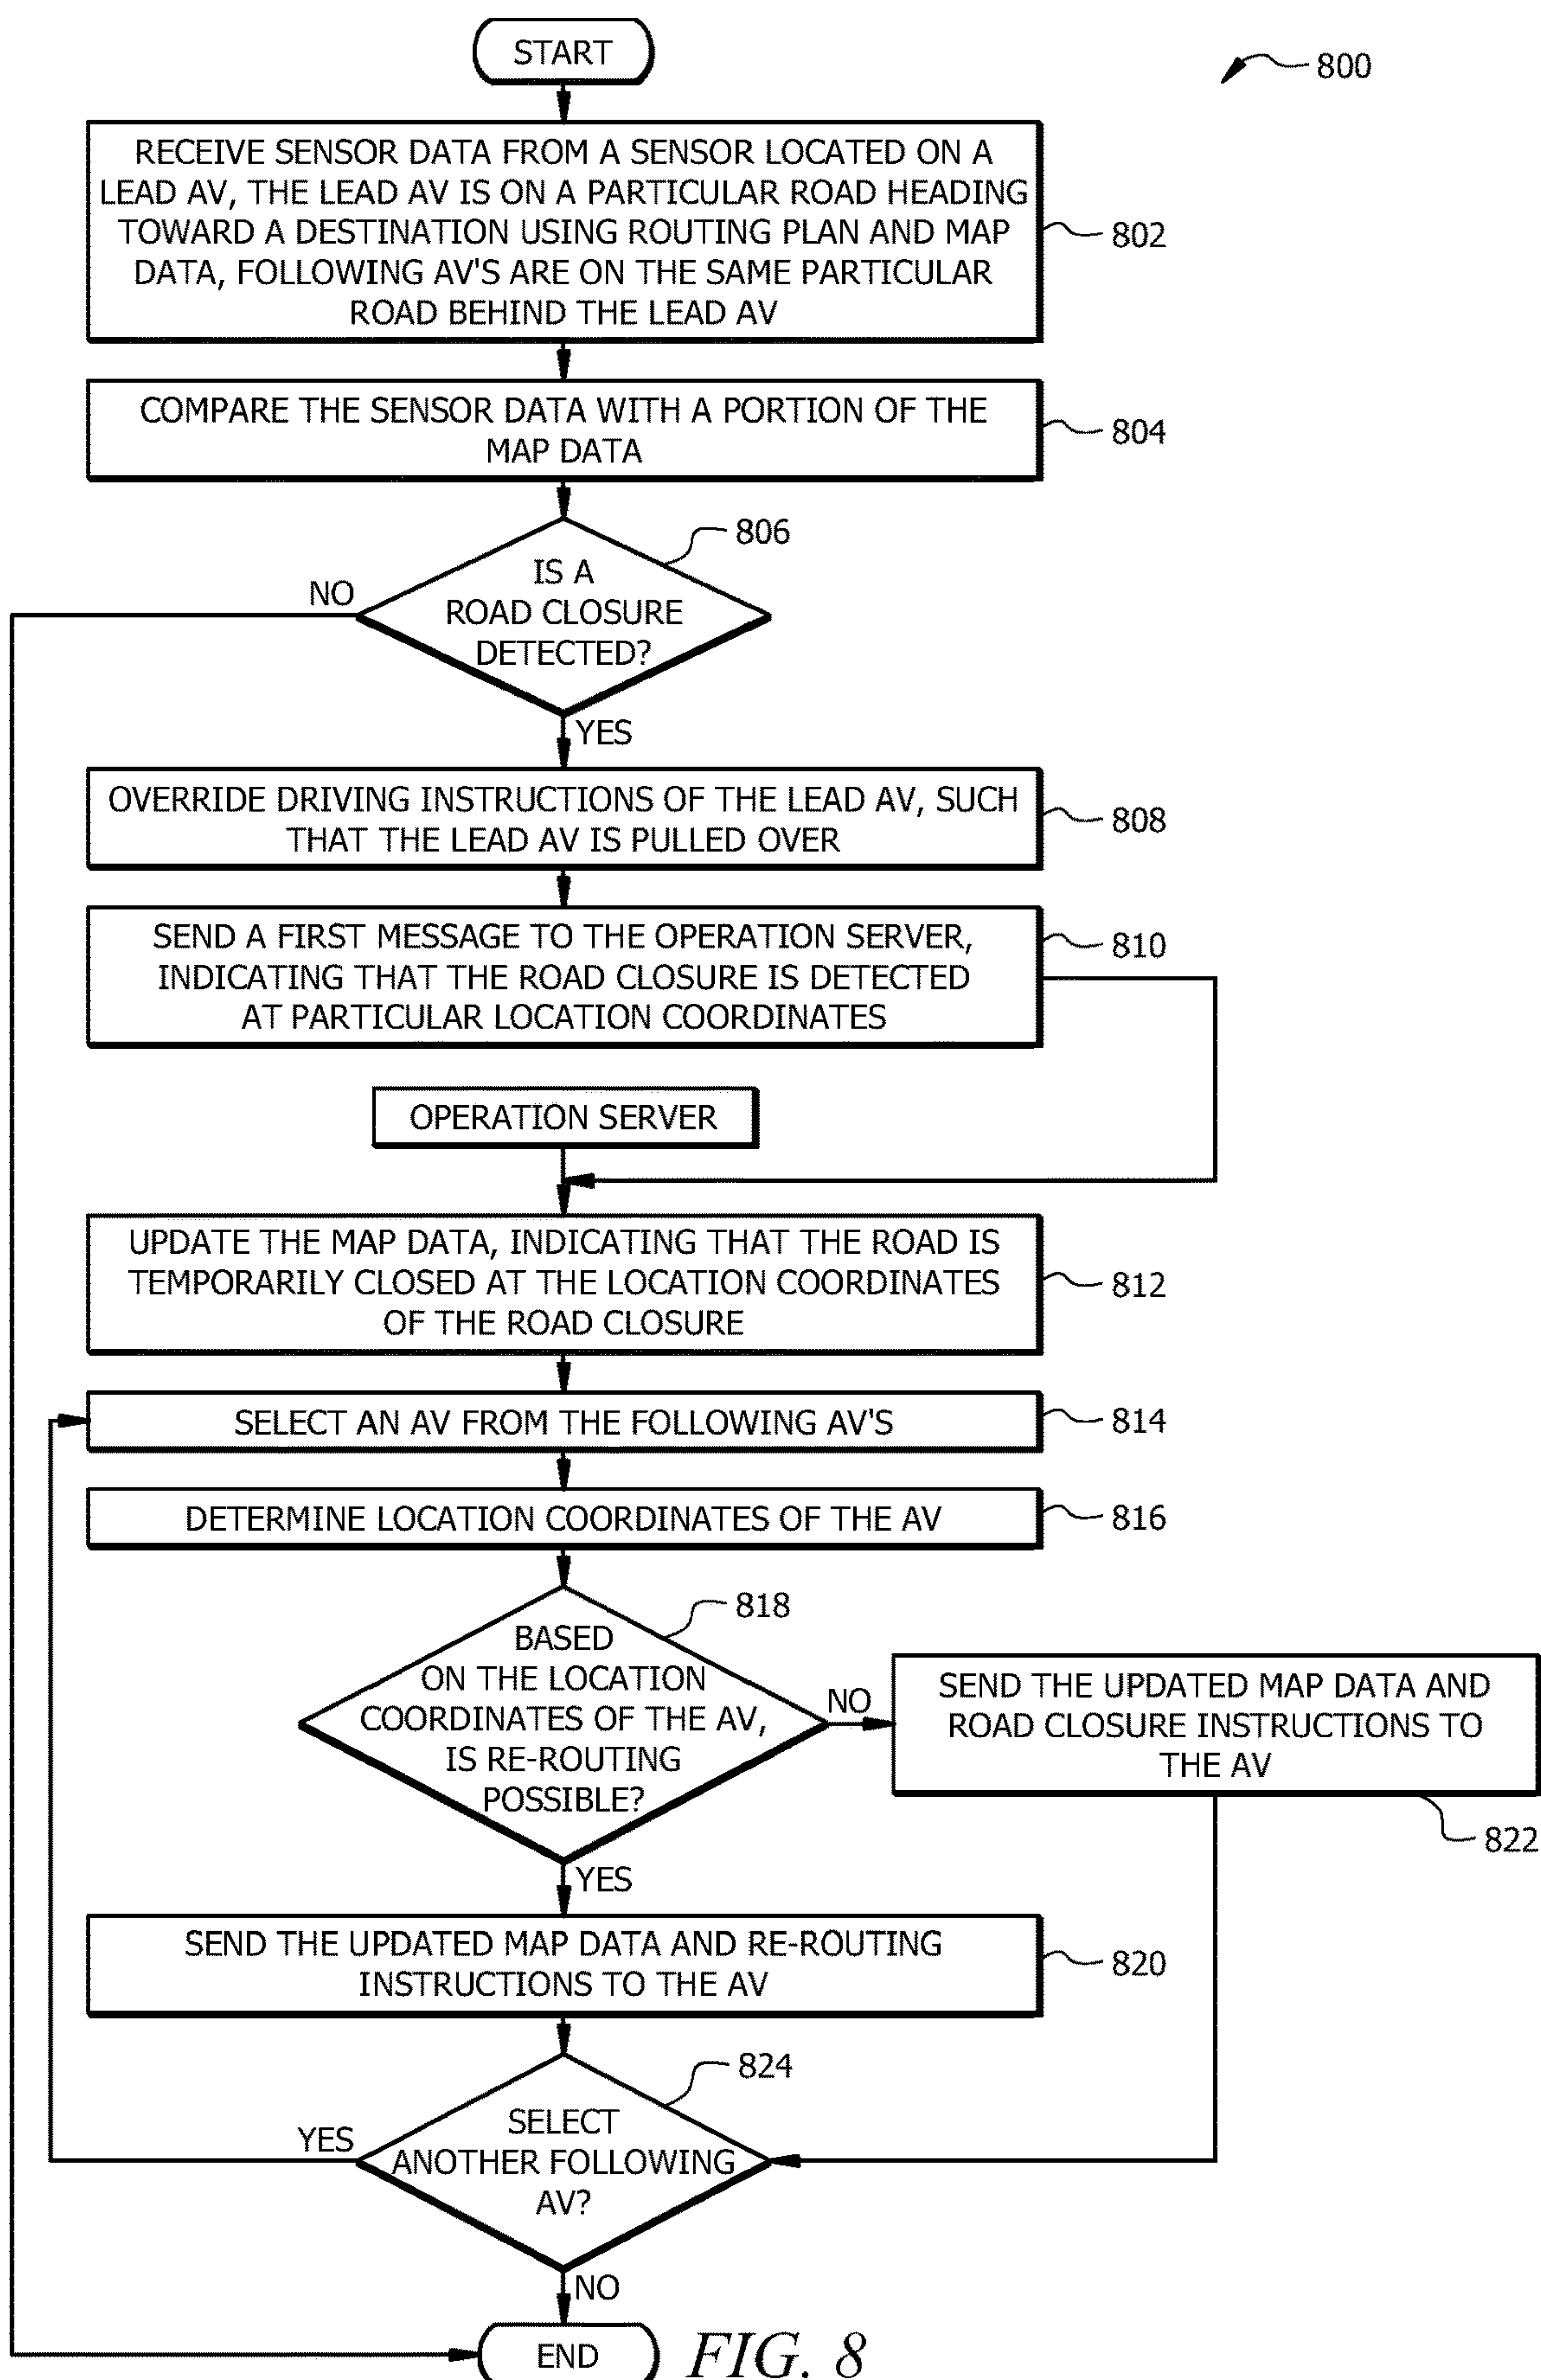 START
800
RECEIVE SENSOR DATA FROM A SENSOR LOCATED ON A
LEAD AV, THE LEAD AV IS ON A PARTICULAR ROAD HEADING
TOWARD A DESTINATION USING ROUTING PLAN AND MAP
DATA, FOLLOWING AV'S ARE ON THE SAME PARTICULAR
ROAD BEHIND THE LEAD AV
802
COMPARE THE SENSOR DATA WITH A PORTION OF THE
MAP DATA
804
806
IS A
ROAD CLOSURE
DETECTED?
NO
YES
OVERRIDE DRIVING INSTRUCTIONS OF THE LEAD AV, SUCH
THAT THE LEAD AV IS PULLED OVER
808
SEND A FIRST MESSAGE TO THE OPERATION SERVER,
INDICATING THAT THE ROAD CLOSURE IS DETECTED
AT PARTICULAR LOCATION COORDINATES
810
OPERATION SERVER
UPDATE THE MAP DATA, INDICATING THAT THE ROAD IS
TEMPORARILY CLOSED AT THE LOCATION COORDINATES
OF THE ROAD CLOSURE
812
SELECT AN AV FROM THE FOLLOWING AV'S
814
DETERMINE LOCATION COORDINATES OF THE AV
816
818
BASED
ON THE LOCATION
COORDINATES OF THE AV,
IS RE-ROUTING
POSSIBLE?
NO
SEND THE UPDATED MAP DATA AND
ROAD CLOSURE INSTRUCTIONS TO
THE AV
822
YES
SEND THE UPDATED MAP DATA AND RE-ROUTING
INSTRUCTIONS TO THE AV
820
824
SELECT
ANOTHER FOLLOWING
AV?
YES
NO
END
FIG. 8